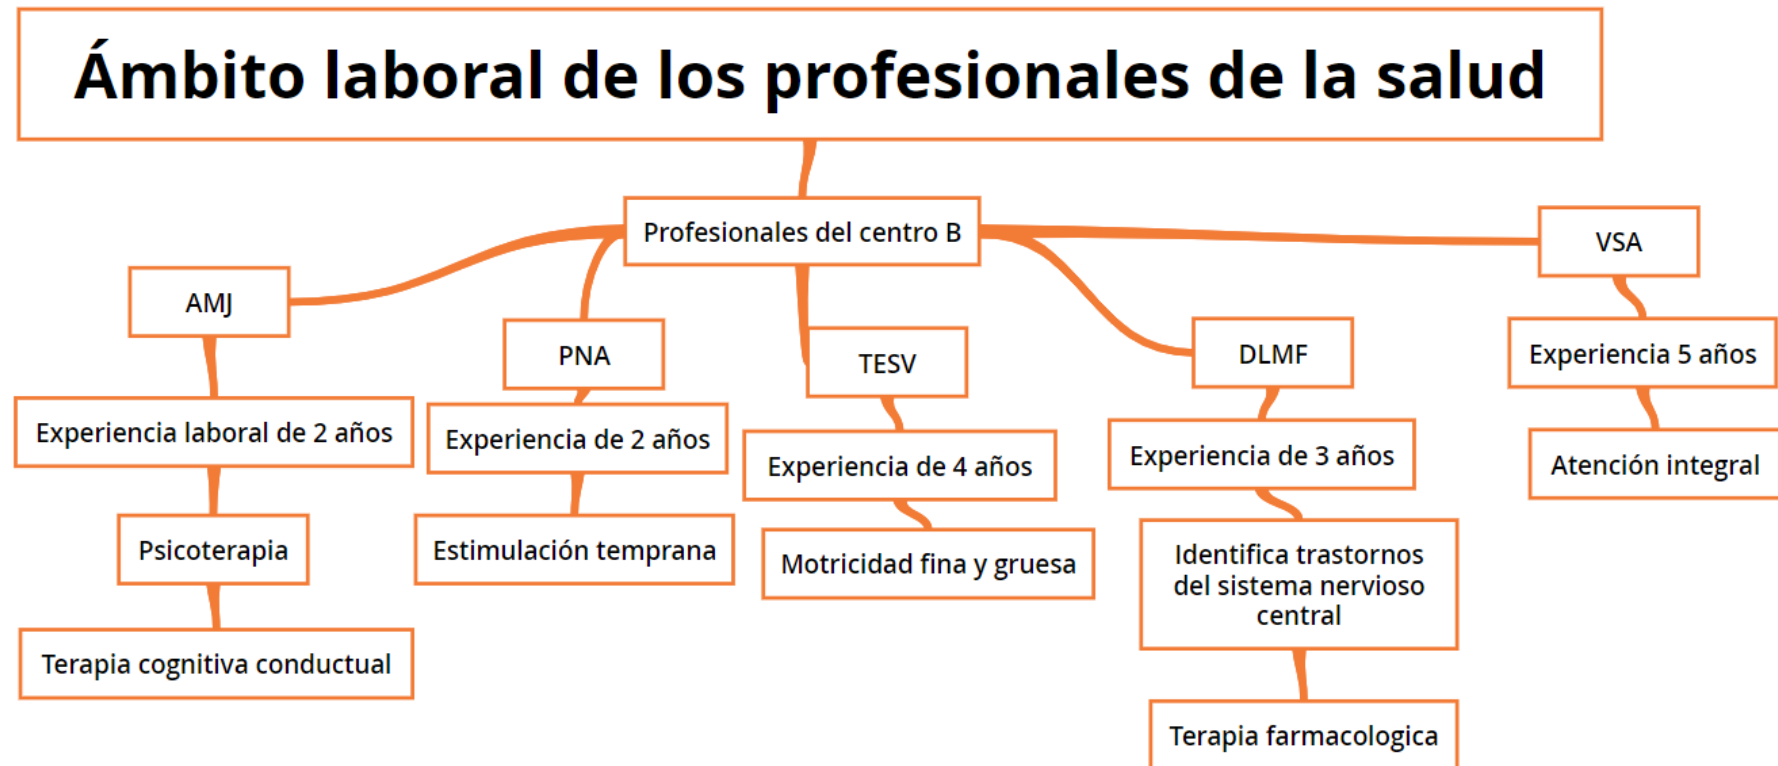 Ámbito laboral de los profesionales de la salud
Profesionales del centro B
AMJ
Experiencia laboral de 2 años
Psicoterapia
Terapia cognitiva conductual
PNA
Experiencia de 2 años
Estimulación temprana
TESV
Experiencia de 4 años
Motricidad fina y gruesa
DLMF
Experiencia de 3 años
Identifica trastornos
del sistema nervioso
central
Terapia farmacologica
VSA
Experiencia 5 años
Atención integral